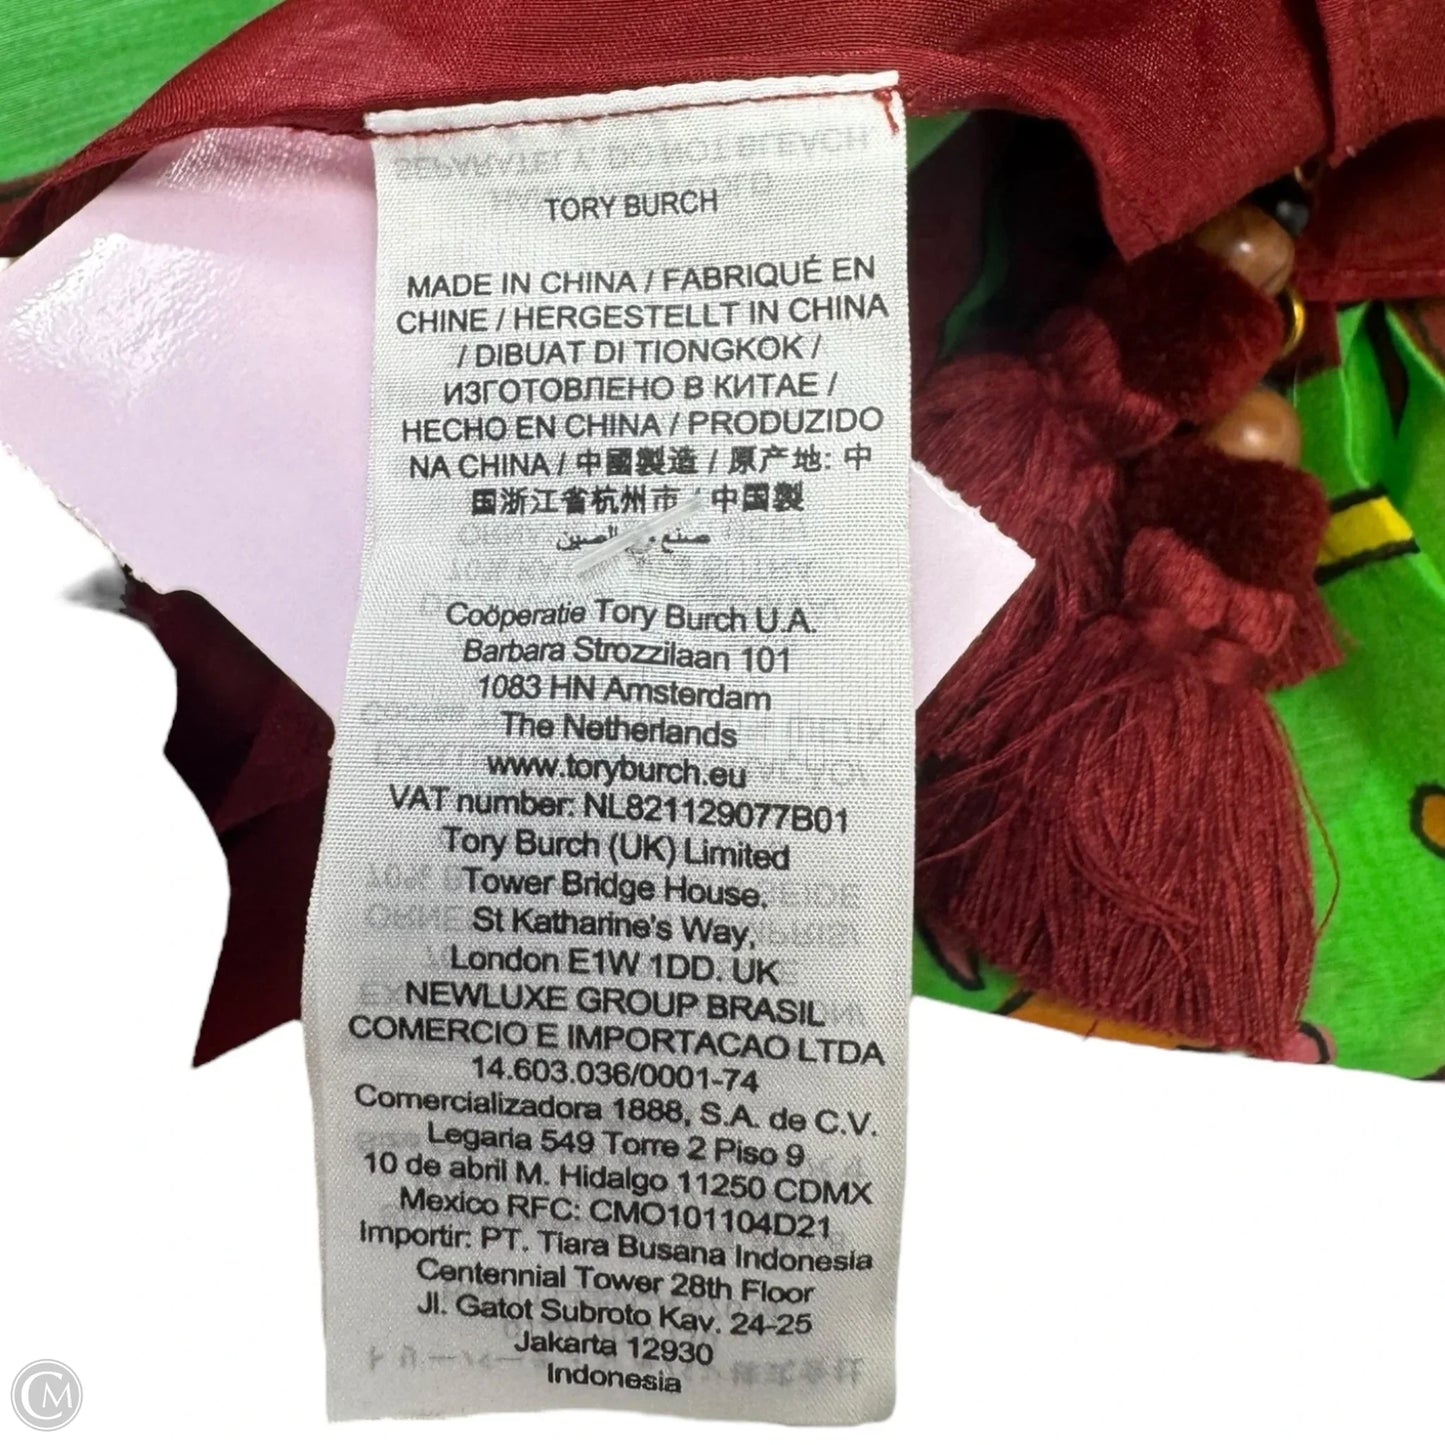 TORY BURCH
MADE IN CHINA / FABRIQUÉ EN
CHINE / HERGESTELLT IN CHINA
/ DIBUAT DI TIONGKOK /
ИЗГОТОВЛЕНО В КИТАЕ /
HECHO EN CHINA / PRODUZIDO
NA CHINA / 中國製造 / 原产地: 中
国浙江省杭州市 / 中国製
صنع في الصين
Coöperatie Tory Burch U.A.
Barbara Strozzilaan 101
1083 HN Amsterdam
The Netherlands
www.toryburch.eu
VAT number: NL821129077B01
Tory Burch (UK) Limited
Tower Bridge House,
St Katharine's Way,
London E1W 1DD. UK
NEWLUXE GROUP BRASIL
COMERCIO E IMPORTACAO LTDA
14.603.036/0001-74
Comercializadora 1888, S.A. de C.V.
Legaria 549 Torre 2 Piso 9
10 de abril M. Hidalgo 11250 CDMX
Mexico RFC: CMO101104D21
Importir: PT. Tiara Busana Indonesia
Centennial Tower 28th Floor
Jl. Gatot Subroto Kav. 24-25
Jakarta 12930
Indonesia
CM